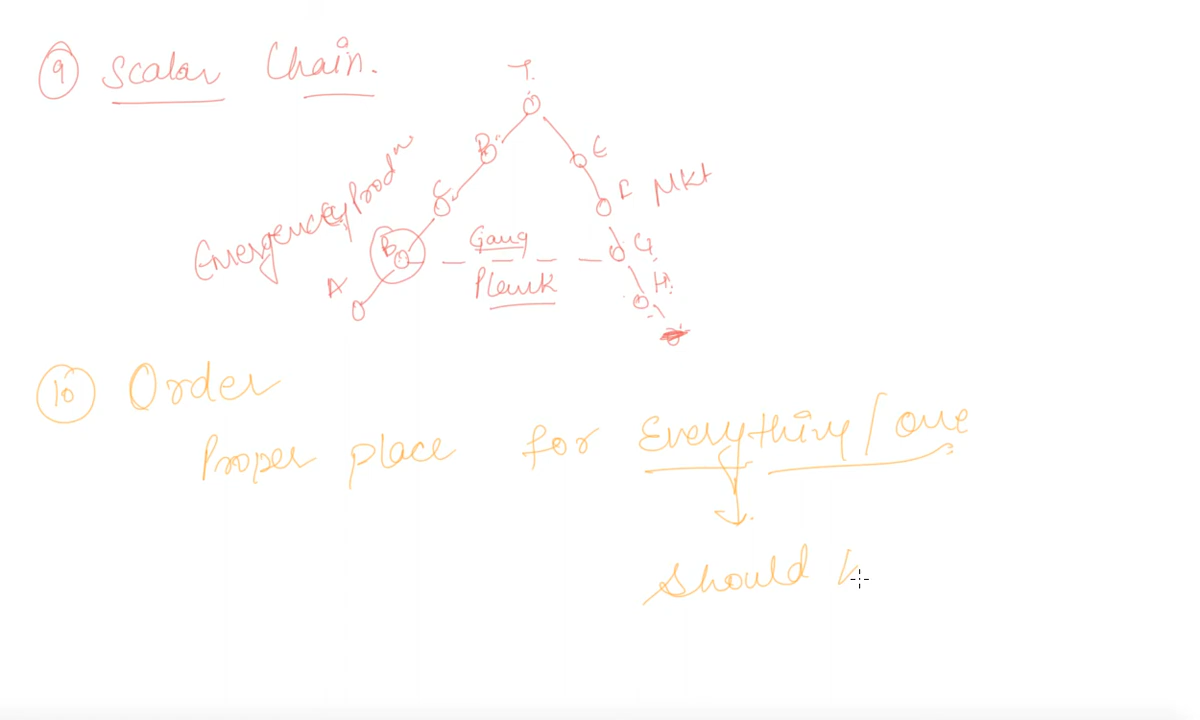 9 Scalar Chain.
T.
B
E
C
F
Mkt
Emergency
Prodn
B
Gang
Plank
G
A
H
10 Order
Proper place for Everything / one
should